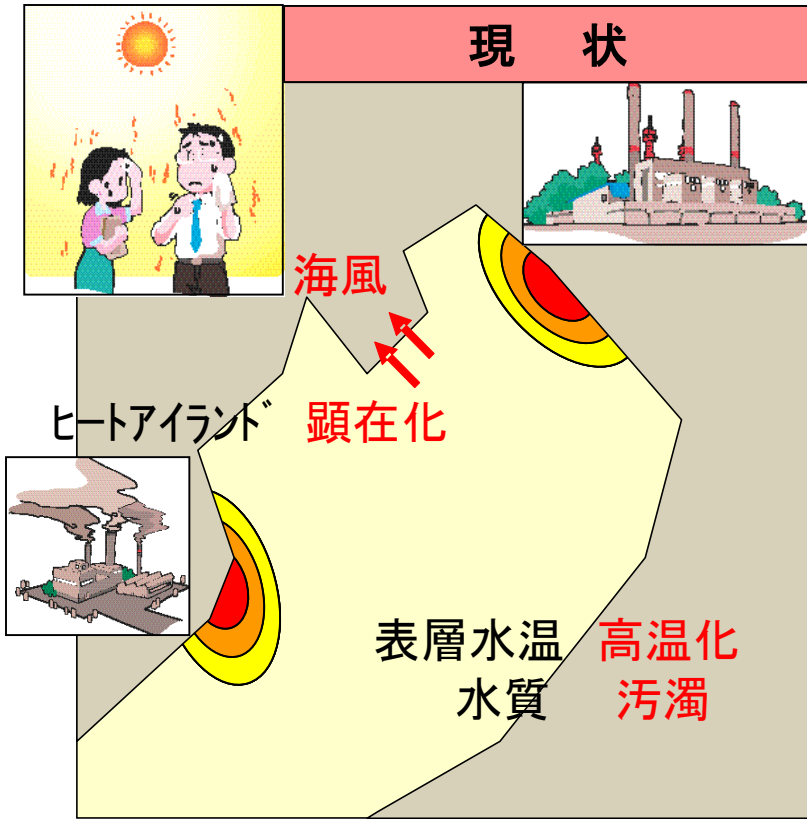 現　状
海風
ヒートアイランド 顕在化
表層水温 高温化
水質 汚濁